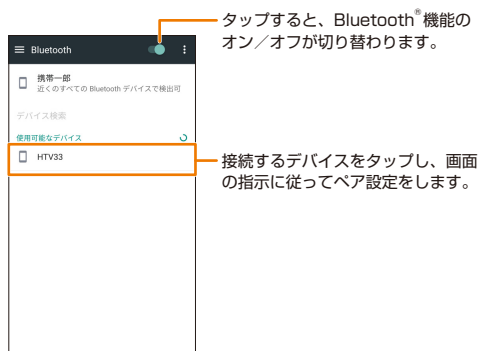 タップすると、Bluetooth®機能の
オン／オフが切り替わります。
Bluetooth
携帯一郎
近くのすべての Bluetooth デバイスで検出可
デバイス検索
使用可能なデバイス
HTV33
接続するデバイスをタップし、画面
の指示に従ってペア設定をします。